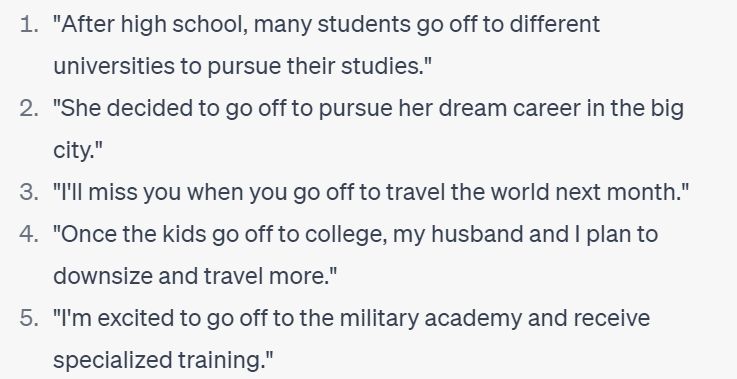 1. "After high school, many students go off to different
universities to pursue their studies."
2. "She decided to go off to pursue her dream career in the big
city."
3. "I'll miss you when you go off to travel the world next month."
4. "Once the kids go off to college, my husband and I plan to
downsize and travel more."
5. "I'm excited to go off to the military academy and receive
specialized training."